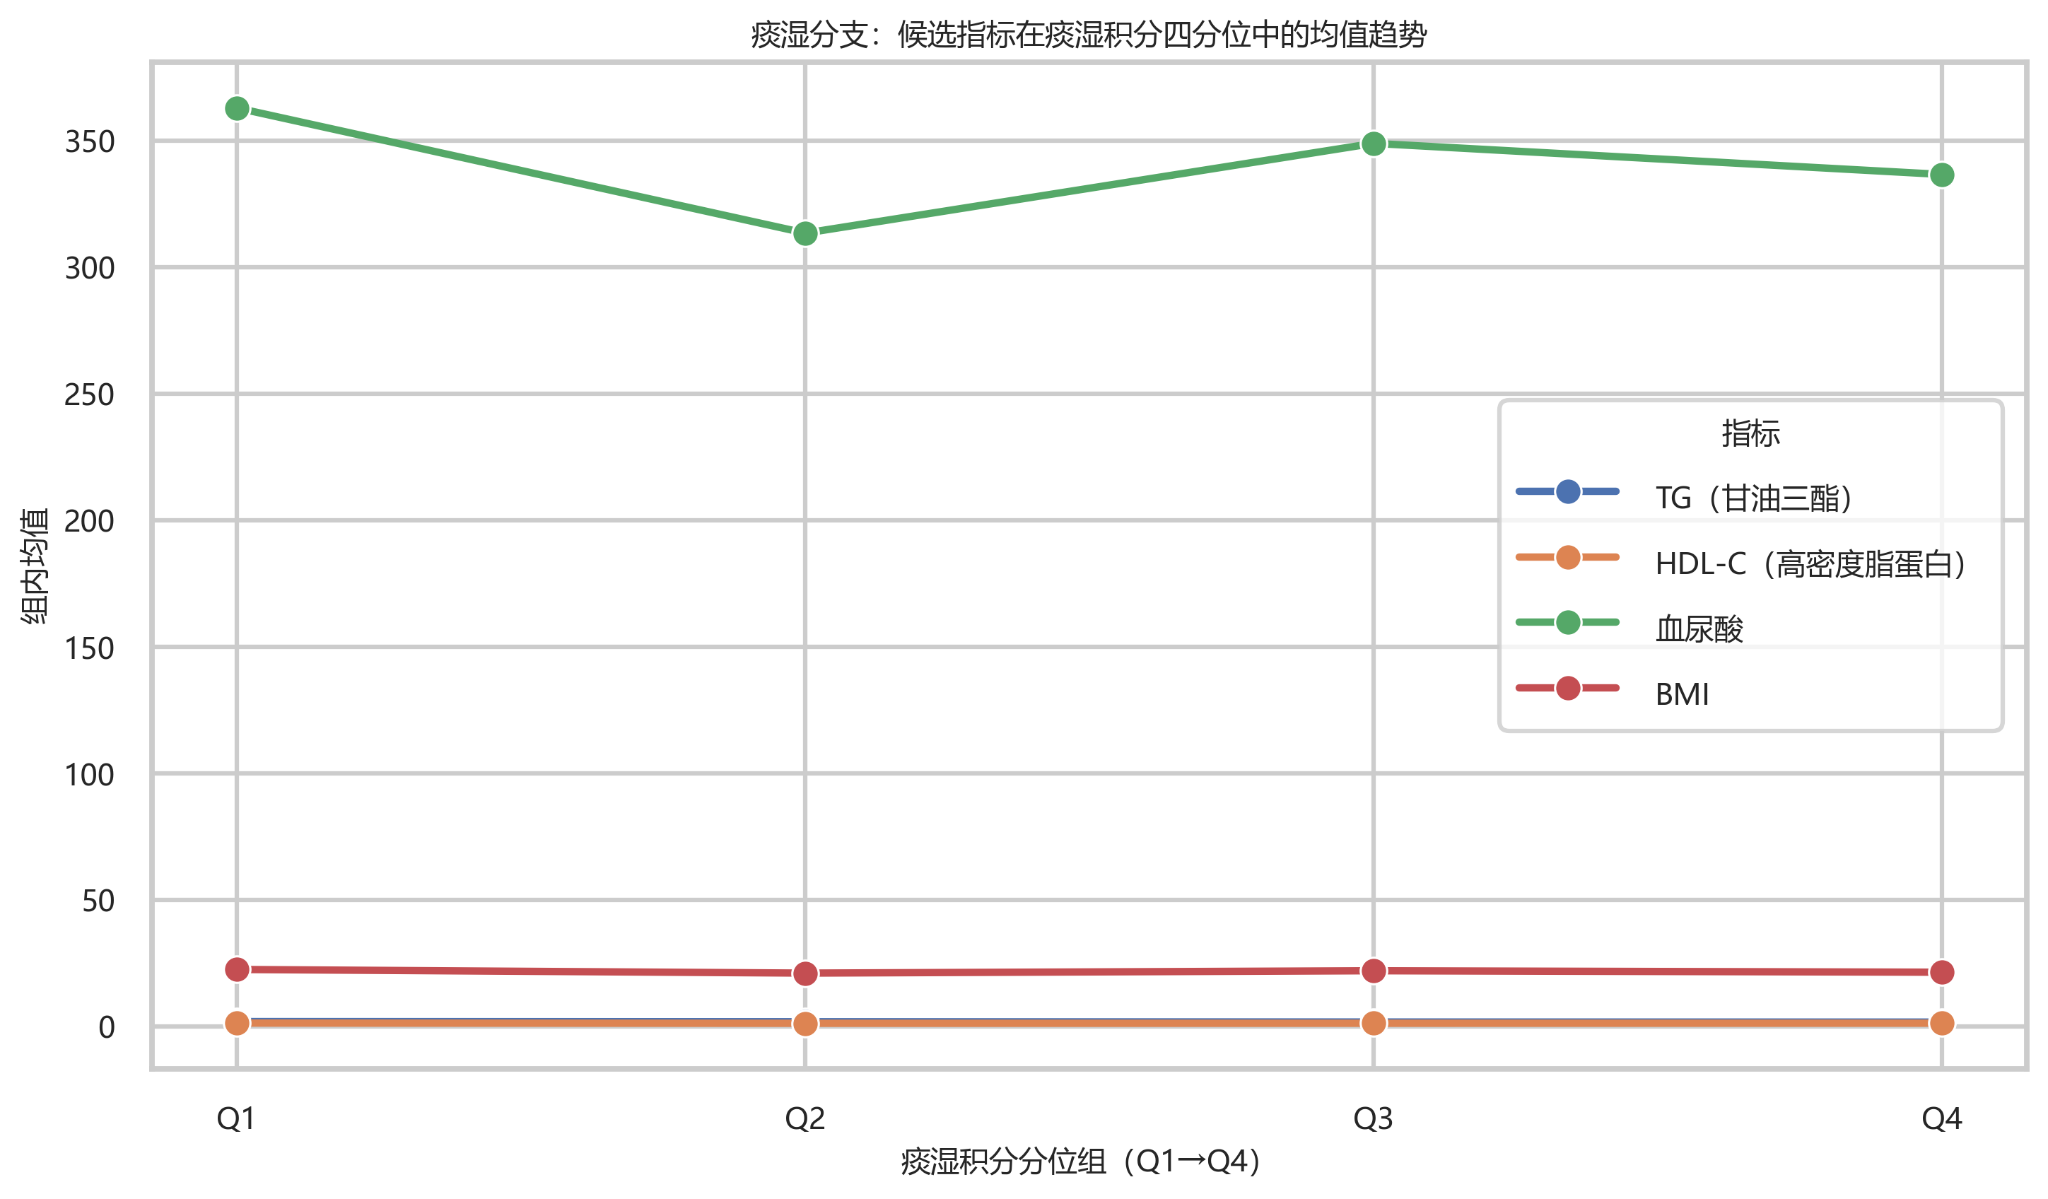 痰湿分支：候选指标在痰湿积分四分位中的均值趋势
组内均值
350
300
250
200
150
100
50
0
指标
TG（甘油三酯）
HDL-C（高密度脂蛋白）
血尿酸
BMI
Q1
Q2
Q3
Q4
痰湿积分分位组（Q1→Q4）